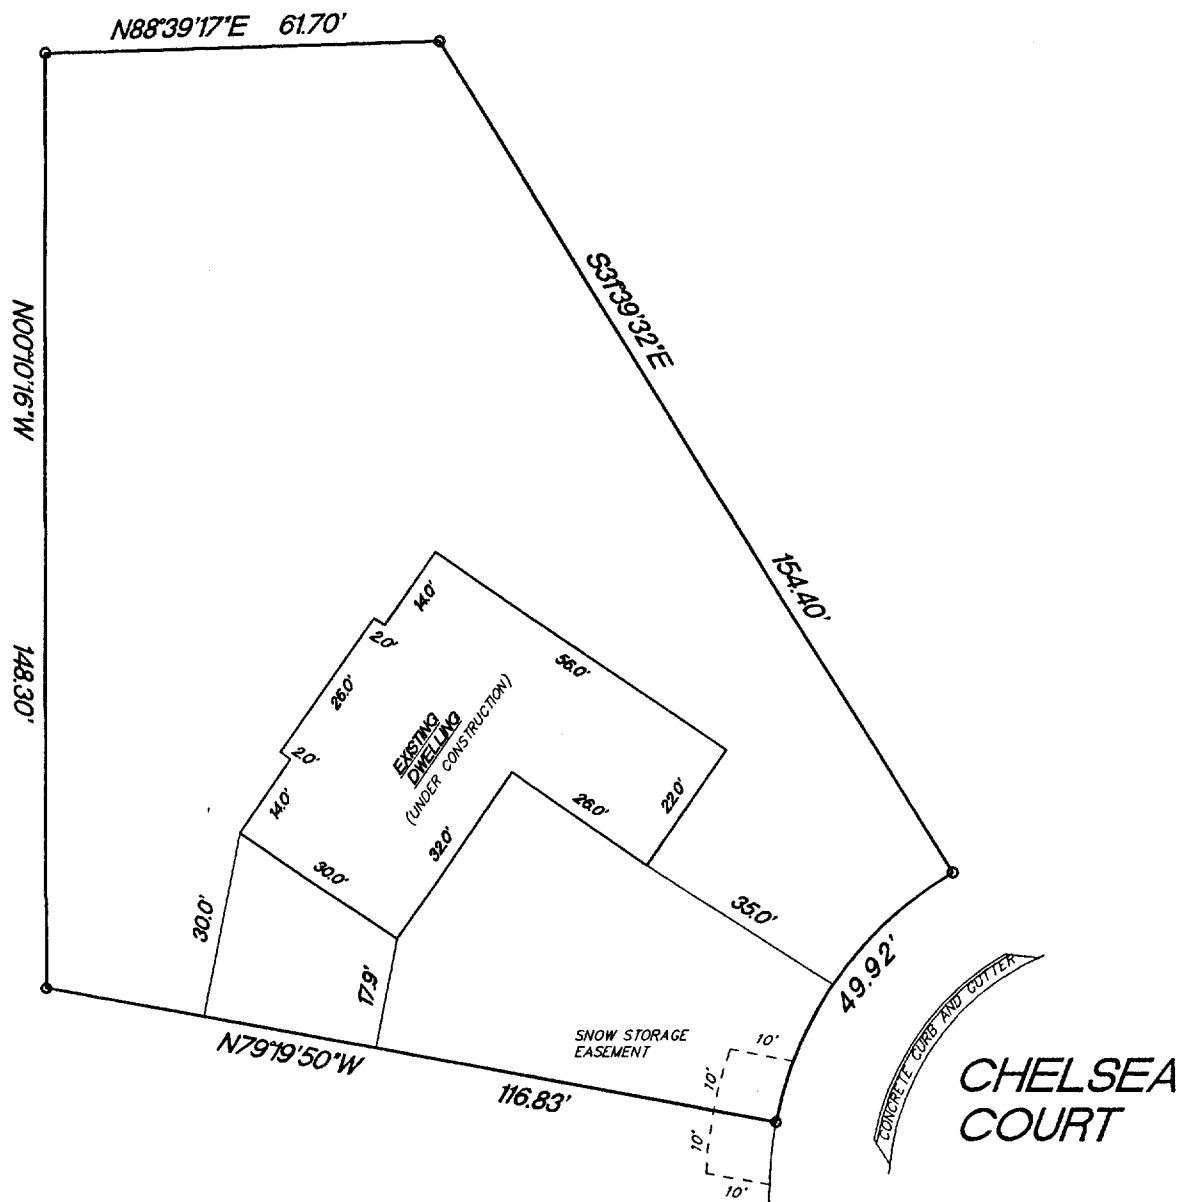 N88°39'17"E 61.70'
S31°39'32"E
154.40'
N00°10'16"W
148.30'
14.0'
2.0'
56.0'
26.0'
EXISTING
DWELLING
(UNDER CONSTRUCTION)
2.0'
14.0'
26.0'
22.0'
32.0'
30.0'
30.0'
35.0'
17.9'
49.92'
CONCRETE CURB AND GUTTER
SNOW STORAGE
EASEMENT
10'
10'
10'
10'
N79°19'50"W
116.83'
CHELSEA
COURT